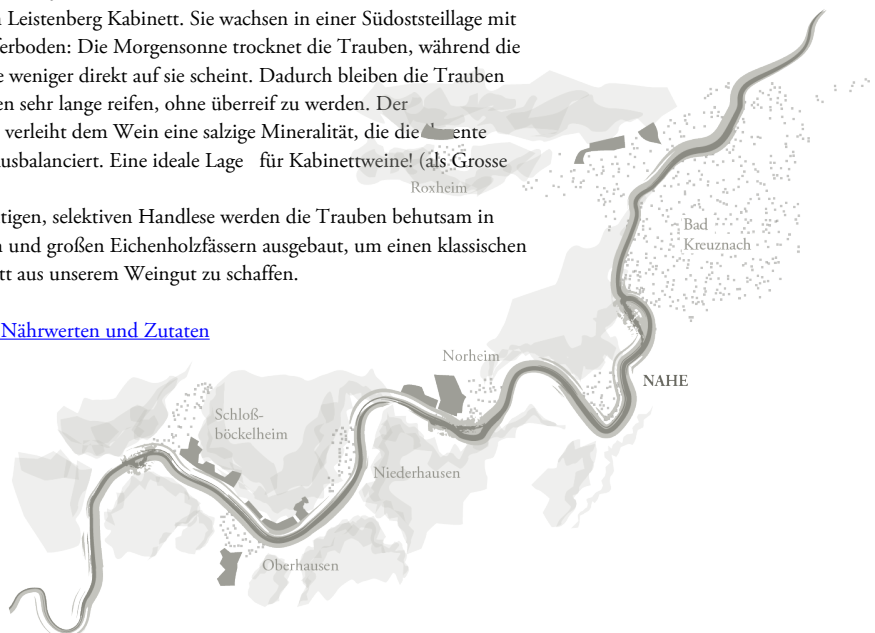 Leistenberg Kabinett. Sie wachsen in einer Südoststeillage mit
ferboden: Die Morgensonne trocknet die Trauben, während die
weniger direkt auf sie scheint. Dadurch bleiben die Trauben
en sehr lange reifen, ohne überreif zu werden. Der
verleiht dem Wein eine salzige Mineralität, die die ente
usbalanciert. Eine ideale Lage für Kabinettweine! (als Grosse
Roxheim
tigen, selektiven Handlese werden die Trauben behutsam in
und großen Eichenholzfässern ausgebaut, um einen klassischen
tt aus unserem Weingut zu schaffen.
Bad
Kreuznach
Nährwerten und Zutaten
Norheim
NAHE
Schloß-
böckelheim
Niederhausen
Oberhausen